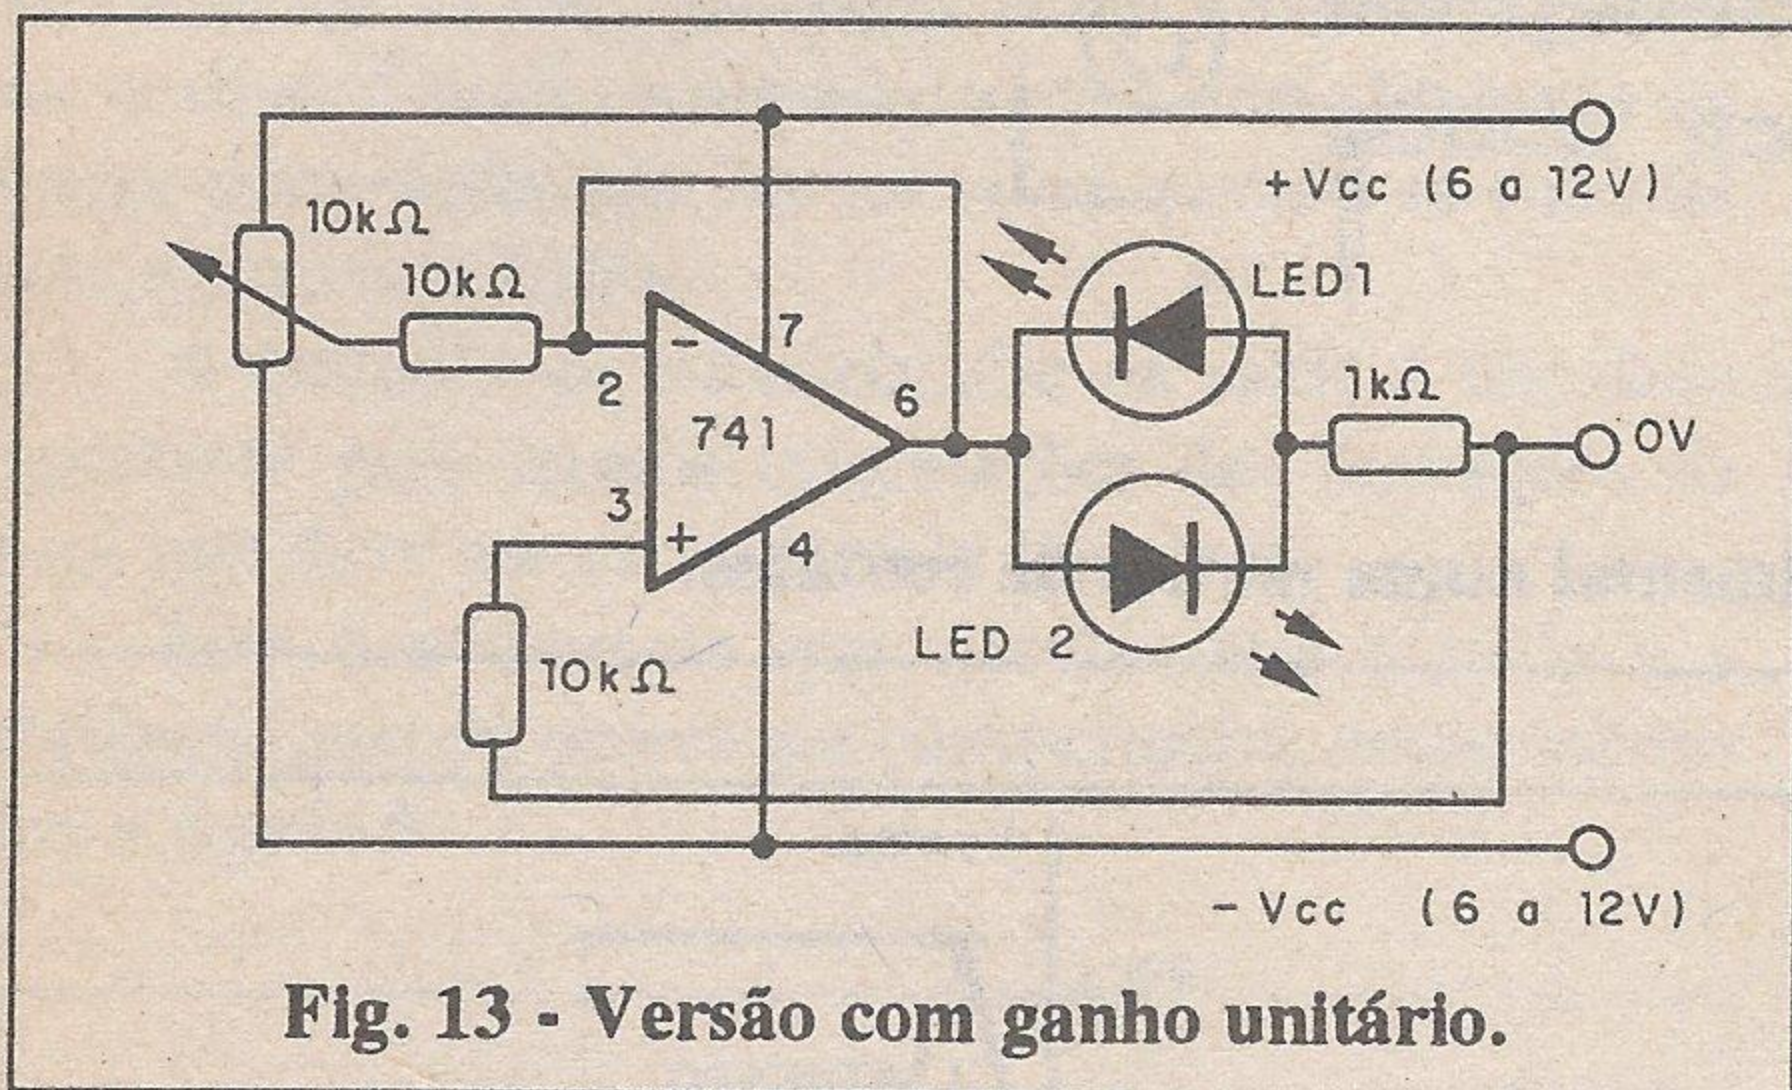 10kΩ
10kΩ
+Vcc (6 a 12V)
LED1
7
-
2
6
1kΩ
741
0V
3
+
4
LED 2
10kΩ
- Vcc (6 a 12V)
Fig. 13 - Versão com ganho unitário.